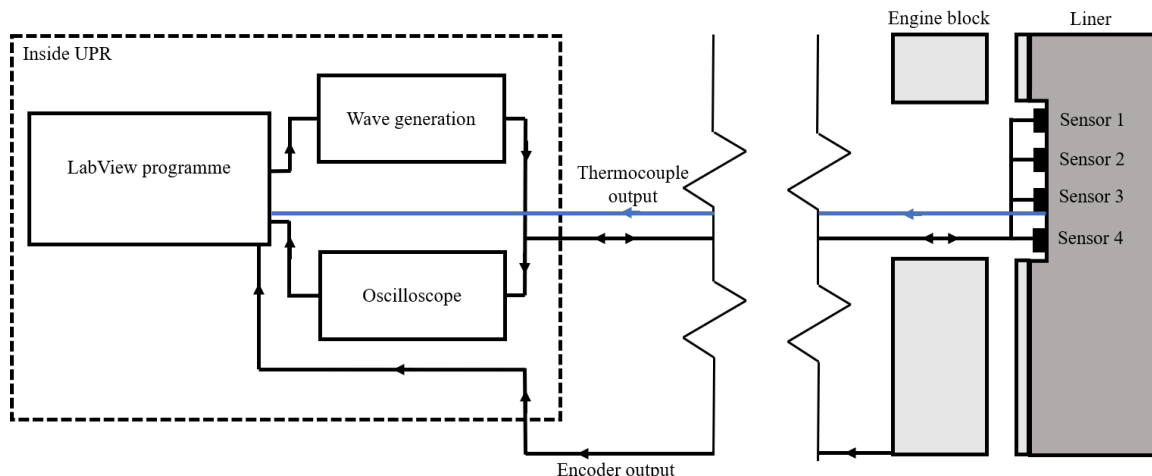 Engine block
Liner
Inside UPR
Wave generation
LabView programme
Thermocouple
output
Sensor 1
Sensor 2
Sensor 3
Sensor 4
Oscilloscope
Encoder output